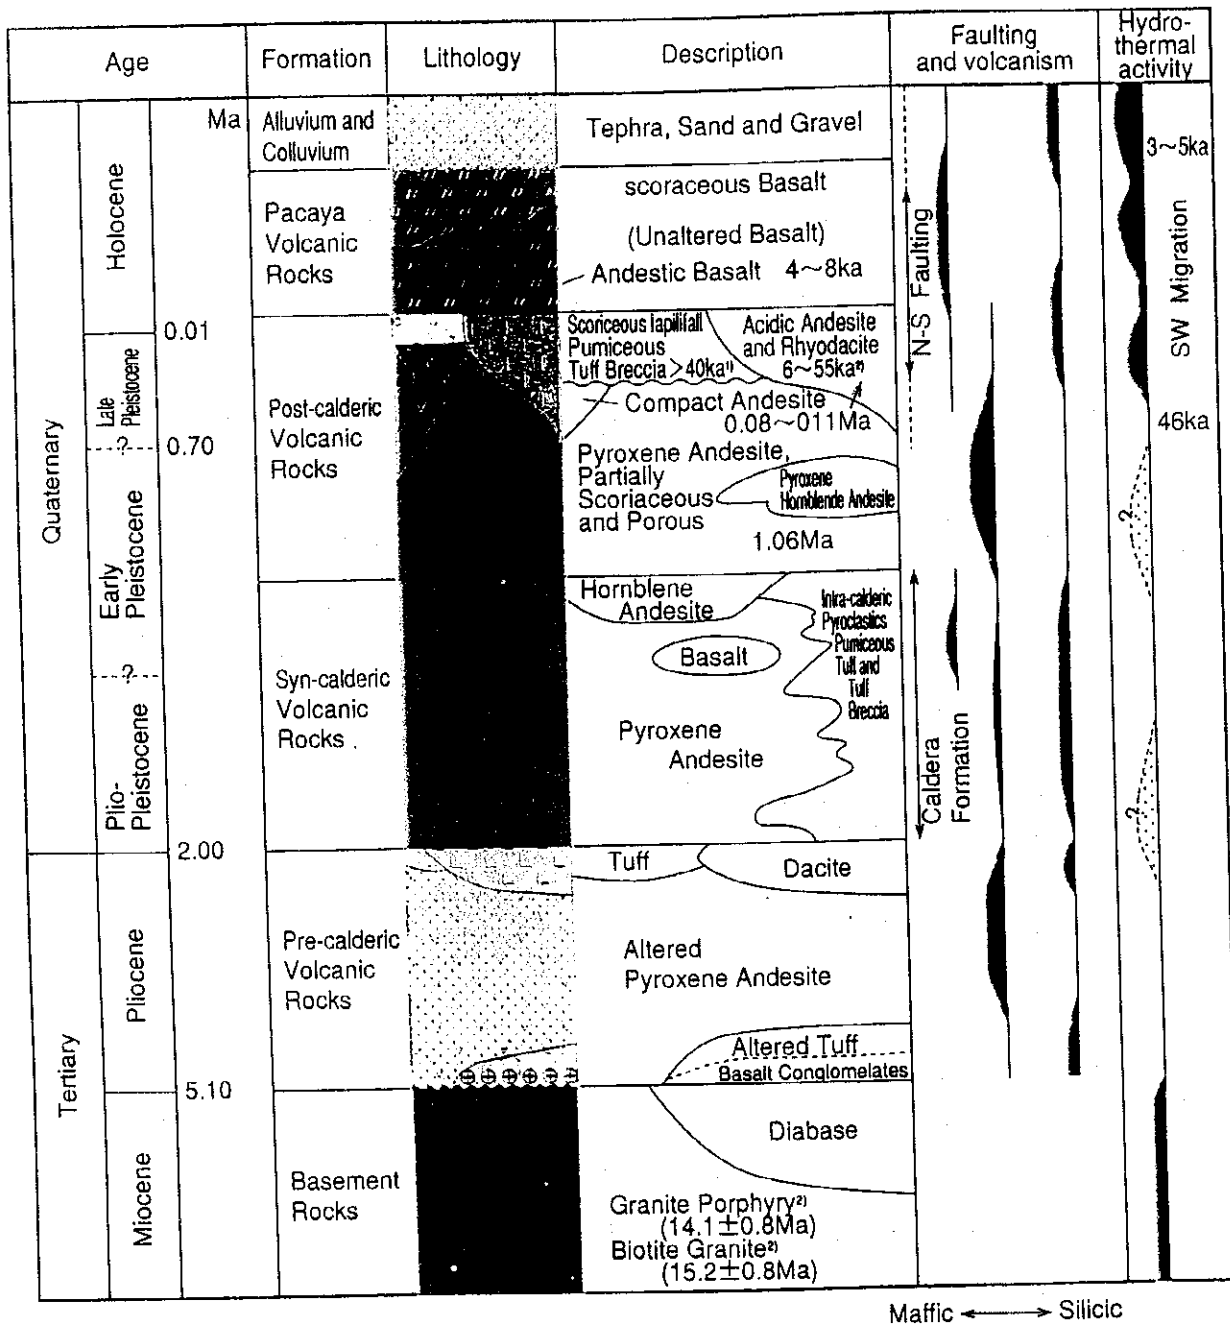 Age
Formation
Lithology
Description
Faulting
and volcanism
Hydro-
thermal
activity
Quaternary
Holocene
Ma
Alluvium and
Colluvium
Tephra, Sand and Gravel
3~5ka
Pacaya
Volcanic
Rocks
scoraceous Basalt
(Unaltered Basalt)
Andestic Basalt 4~8ka
N-S Faulting
SW Migration
0.01
Late
Pleistocene
?
0.70
Post-calderic
Volcanic
Rocks
Scoriceous lapillifall
Pumiceous
Tuff Breccia >40ka¹⁾
Acidic Andesite
and Rhyodacite
6~55ka²⁾
Compact Andesite
0.08~011Ma
46ka
Pyroxene Andesite,
Partially
Scoriaceous
and Porous
Pyroxene
Hornblende Andesite
1.06Ma
?
Early
Pleistocene
?
Plio-
Pleistocene
2.00
Syn-calderic
Volcanic
Rocks
Hornblene
Andesite
Basalt
Pyroxene
Andesite
Intra-calderic
Pyroclastics
Pumiceous
Tuff and
Tuff
Breccia
Caldera
Formation
?
Tertiary
Pliocene
5.10
Pre-calderic
Volcanic
Rocks
Tuff
Dacite
Altered
Pyroxene Andesite
Altered Tuff
Basalt Conglomelates
Miocene
Basement
Rocks
Diabase
Granite Porphyry²⁾
(14.1±0.8Ma)
Biotite Granite²⁾
(15.2±0.8Ma)
Maffic ⟷ Silicic